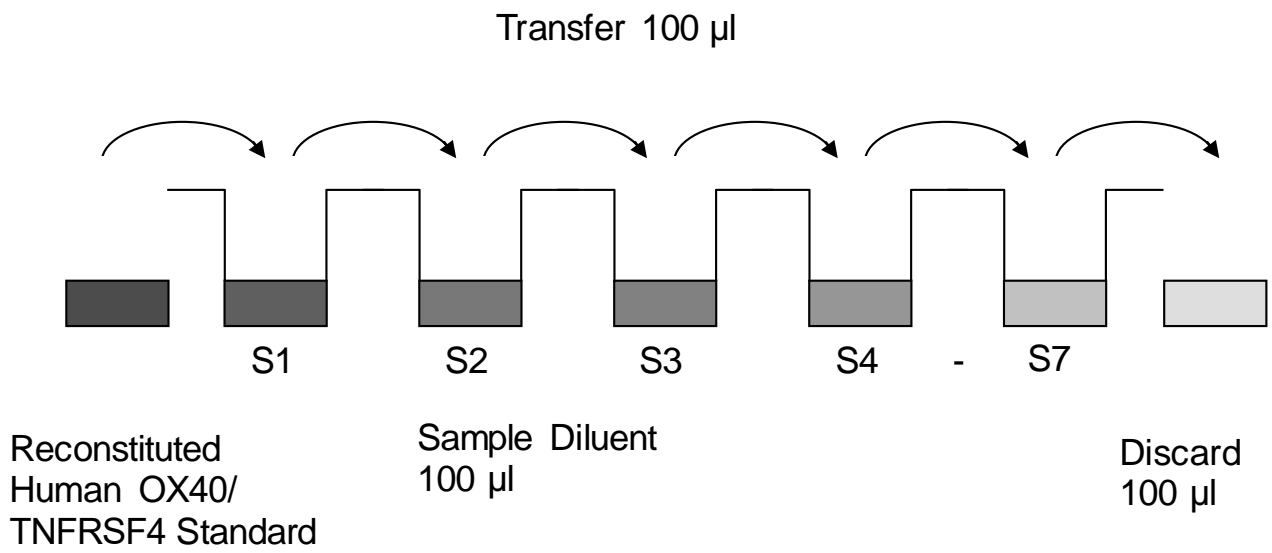 Transfer 100 µl
S1 S2 S3 S4 - S7
Reconstituted
Human OX40/
TNFRSF4 Standard
Sample Diluent
100 µl
Discard
100 µl